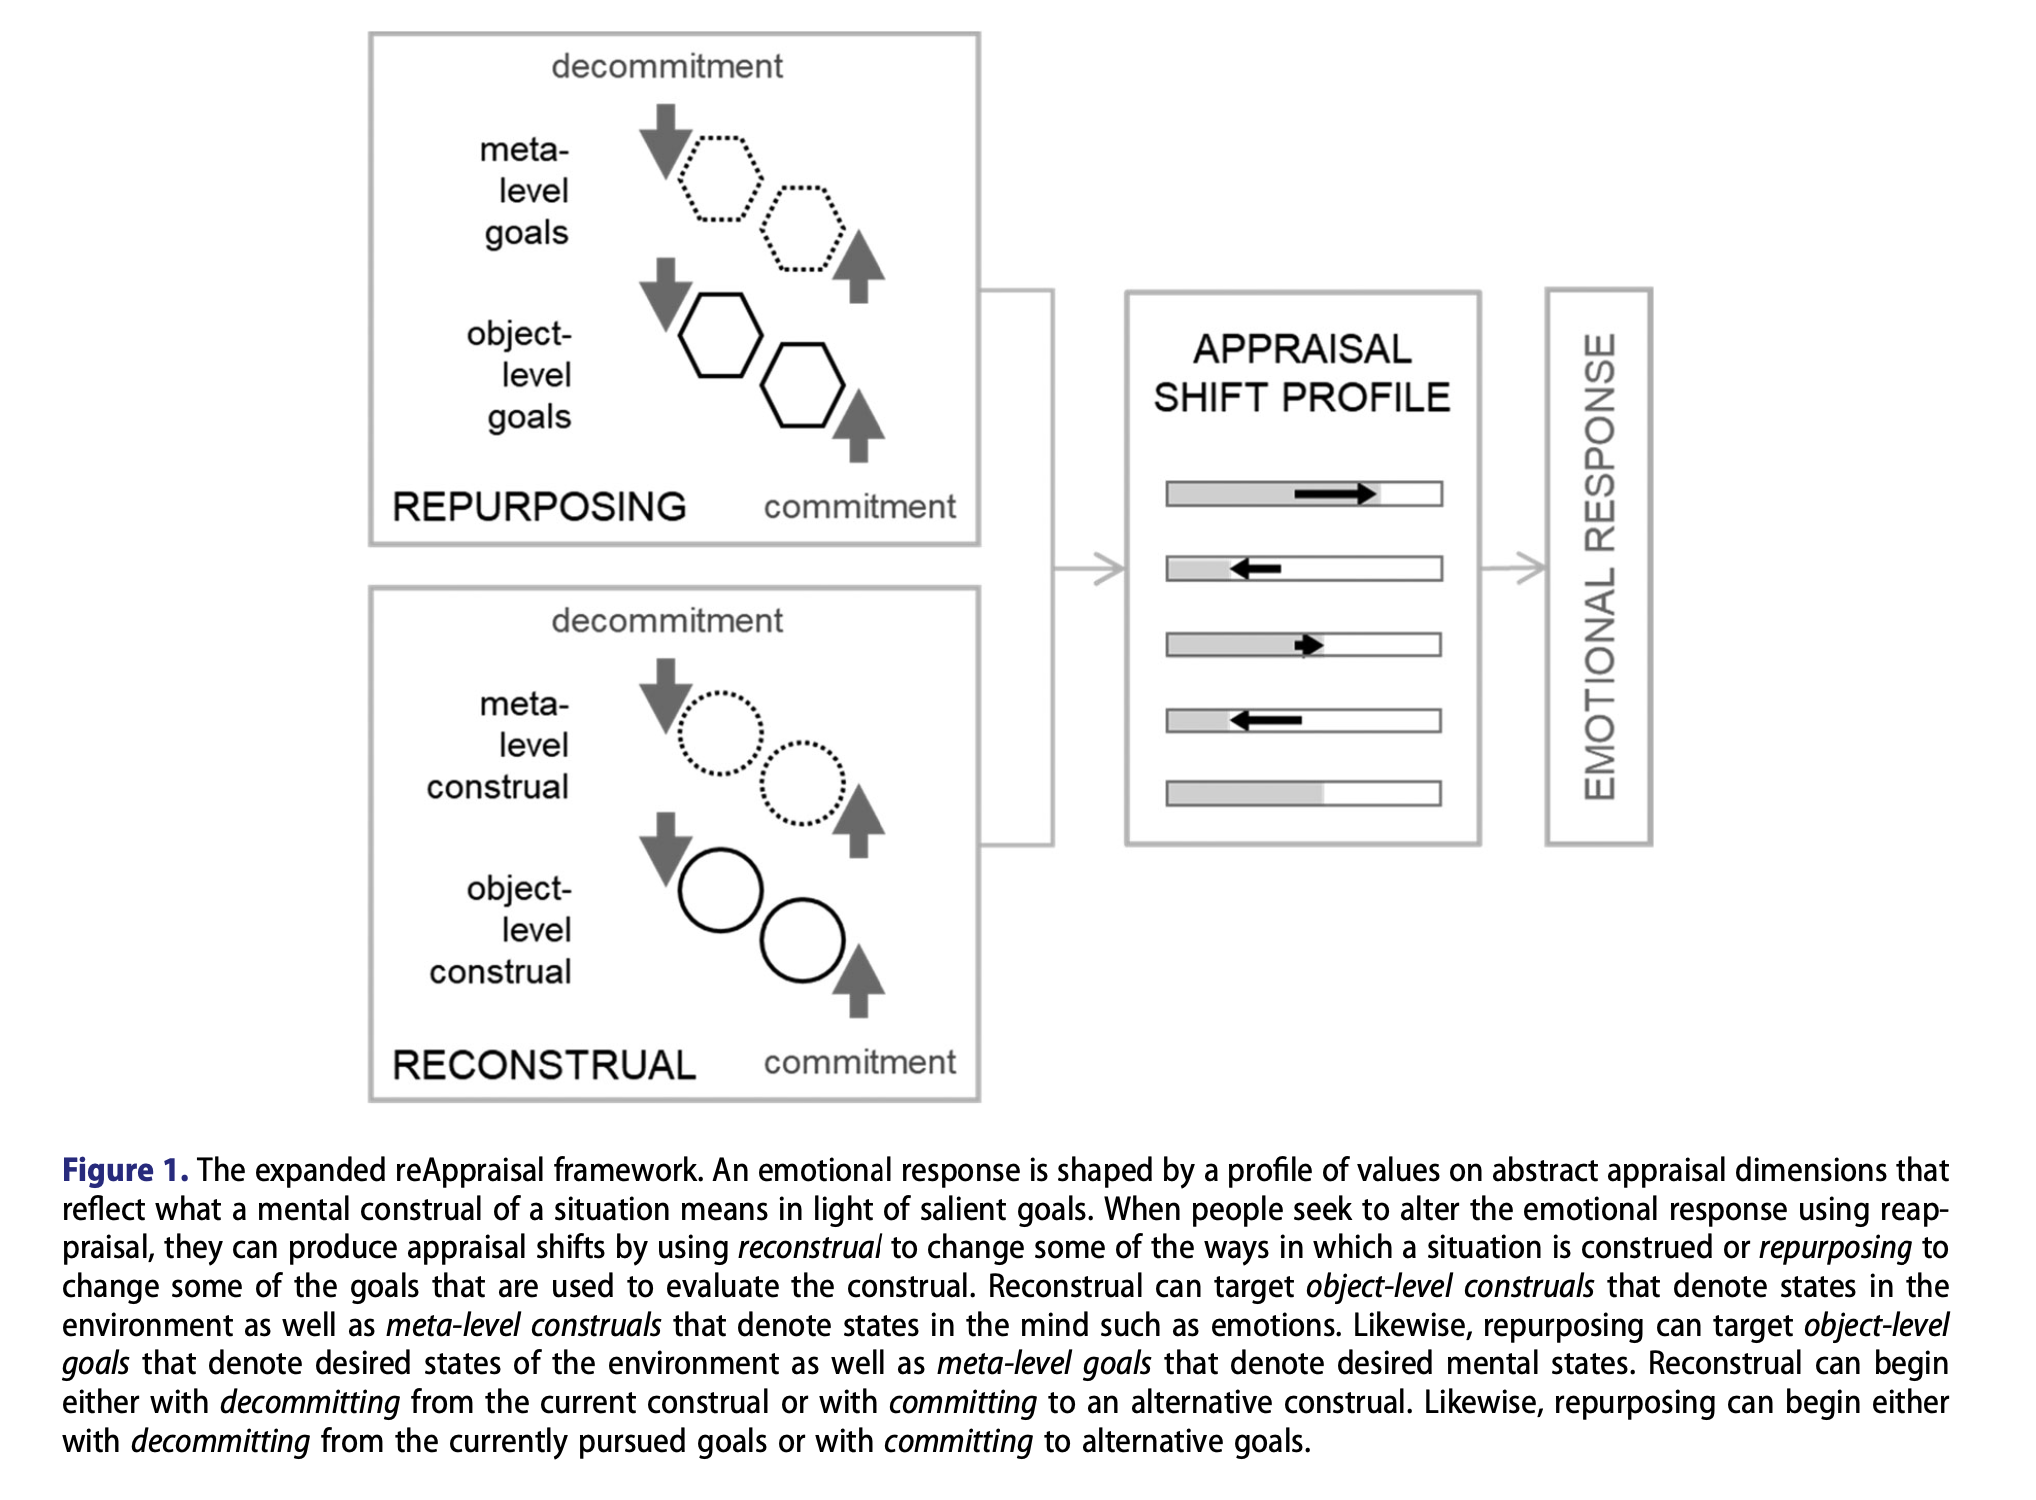 decommitment
meta-
level
goals
object-
level
goals
REPURPOSING
commitment
decommitment
meta-
level
construal
object-
level
construal
RECONSTRUAL
commitment
APPRAISAL
SHIFT PROFILE
EMOTIONAL RESPONSE
Figure 1. The expanded reAppraisal framework. An emotional response is shaped by a profile of values on abstract appraisal dimensions that
reflect what a mental construal of a situation means in light of salient goals. When people seek to alter the emotional response using reap-
praisal, they can produce appraisal shifts by using reconstrual to change some of the ways in which a situation is construed or repurposing to
change some of the goals that are used to evaluate the construal. Reconstrual can target object-level construals that denote states in the
environment as well as meta-level construals that denote states in the mind such as emotions. Likewise, repurposing can target object-level
goals that denote desired states of the environment as well as meta-level goals that denote desired mental states. Reconstrual can begin
either with decommitting from the current construal or with committing to an alternative construal. Likewise, repurposing can begin either
with decommitting from the currently pursued goals or with committing to alternative goals.